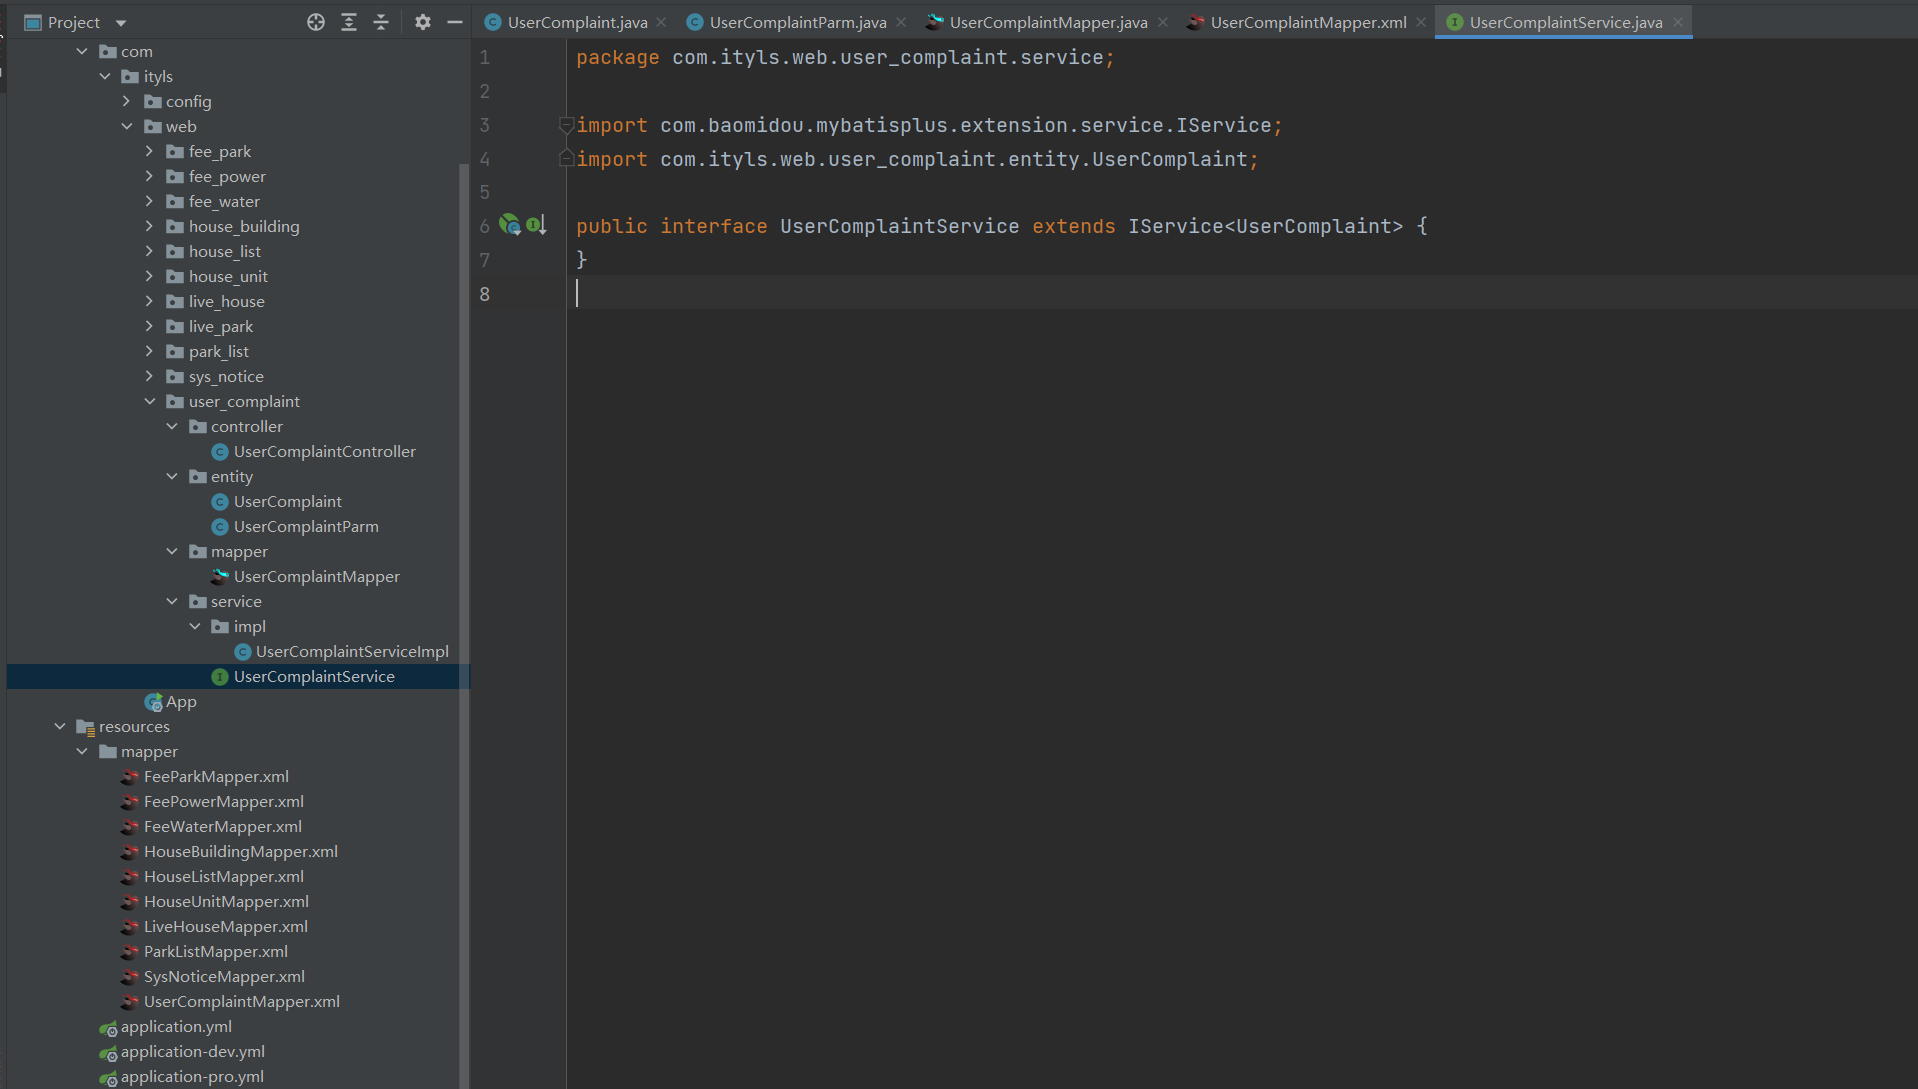 Project
com
ityls
config
web
fee_park
fee_power
fee_water
house_building
house_list
house_unit
live_house
live_park
park_list
sys_notice
user_complaint
controller
UserComplaintController
entity
UserComplaint
UserComplaintParm
mapper
UserComplaintMapper
service
impl
UserComplaintServiceImpl
UserComplaintService
App
resources
mapper
FeeParkMapper.xml
FeePowerMapper.xml
FeeWaterMapper.xml
HouseBuildingMapper.xml
HouseListMapper.xml
HouseUnitMapper.xml
LiveHouseMapper.xml
ParkListMapper.xml
SysNoticeMapper.xml
UserComplaintMapper.xml
application.yml
application-dev.yml
application-pro.yml
UserComplaint.java UserComplaintParm.java UserComplaintMapper.java UserComplaintMapper.xml UserComplaintService.java
1 package com.ityls.web.user_complaint.service;
2
3 import com.baomidou.mybatisplus.extension.service.IService;
4 import com.ityls.web.user_complaint.entity.UserComplaint;
5
6 public interface UserComplaintService extends IService<UserComplaint> {
7 }
8